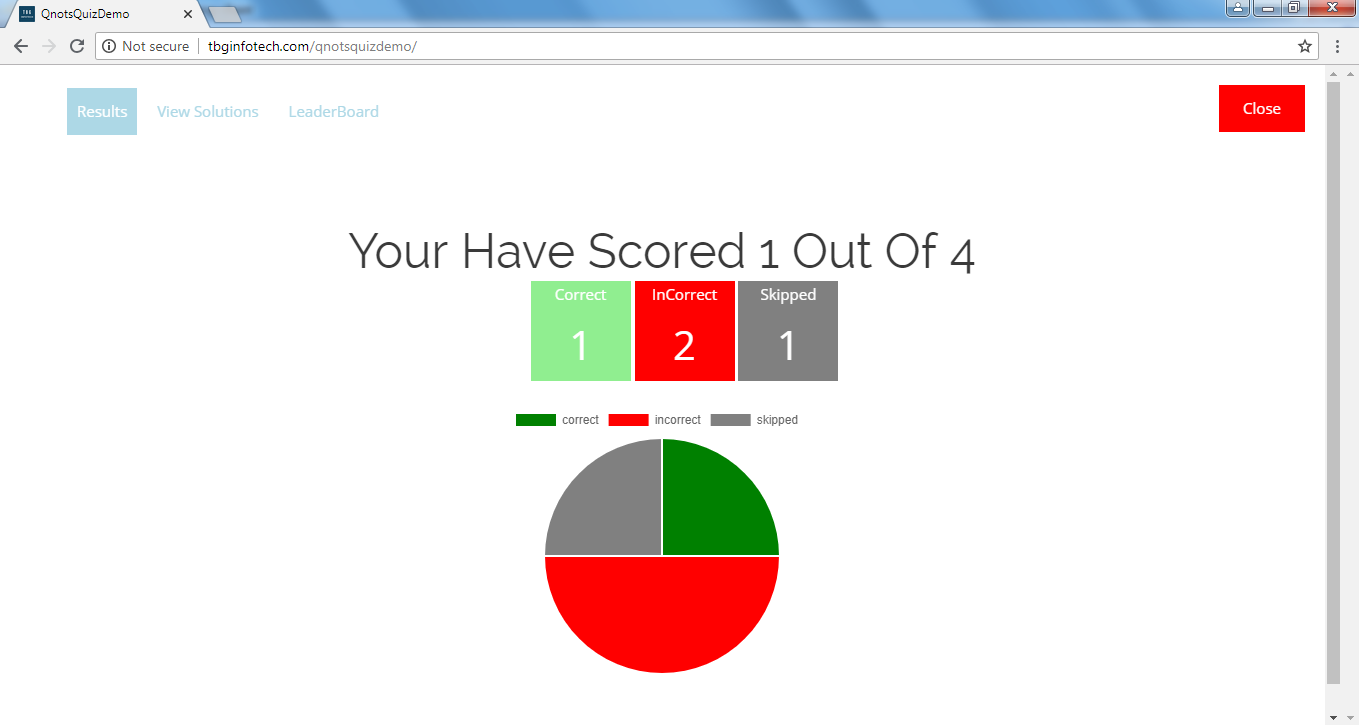 QnotsQuizDemo
Not secure tbginfotech.com/qnotsquizdemo/
Results View Solutions LeaderBoard Close
Your Have Scored 1 Out Of 4
Correct InCorrect Skipped
1 2 1
correct incorrect skipped